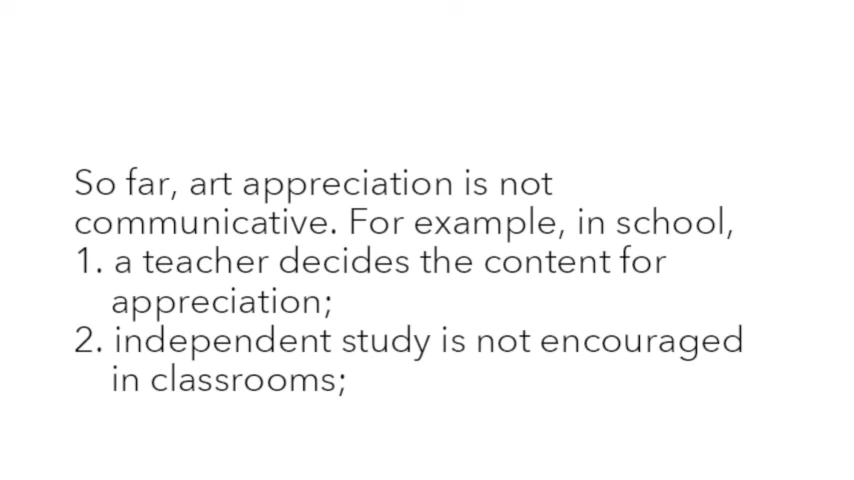 So far, art appreciation is not
communicative. For example, in school,
1. a teacher decides the content for
appreciation;
2. independent study is not encouraged
in classrooms;